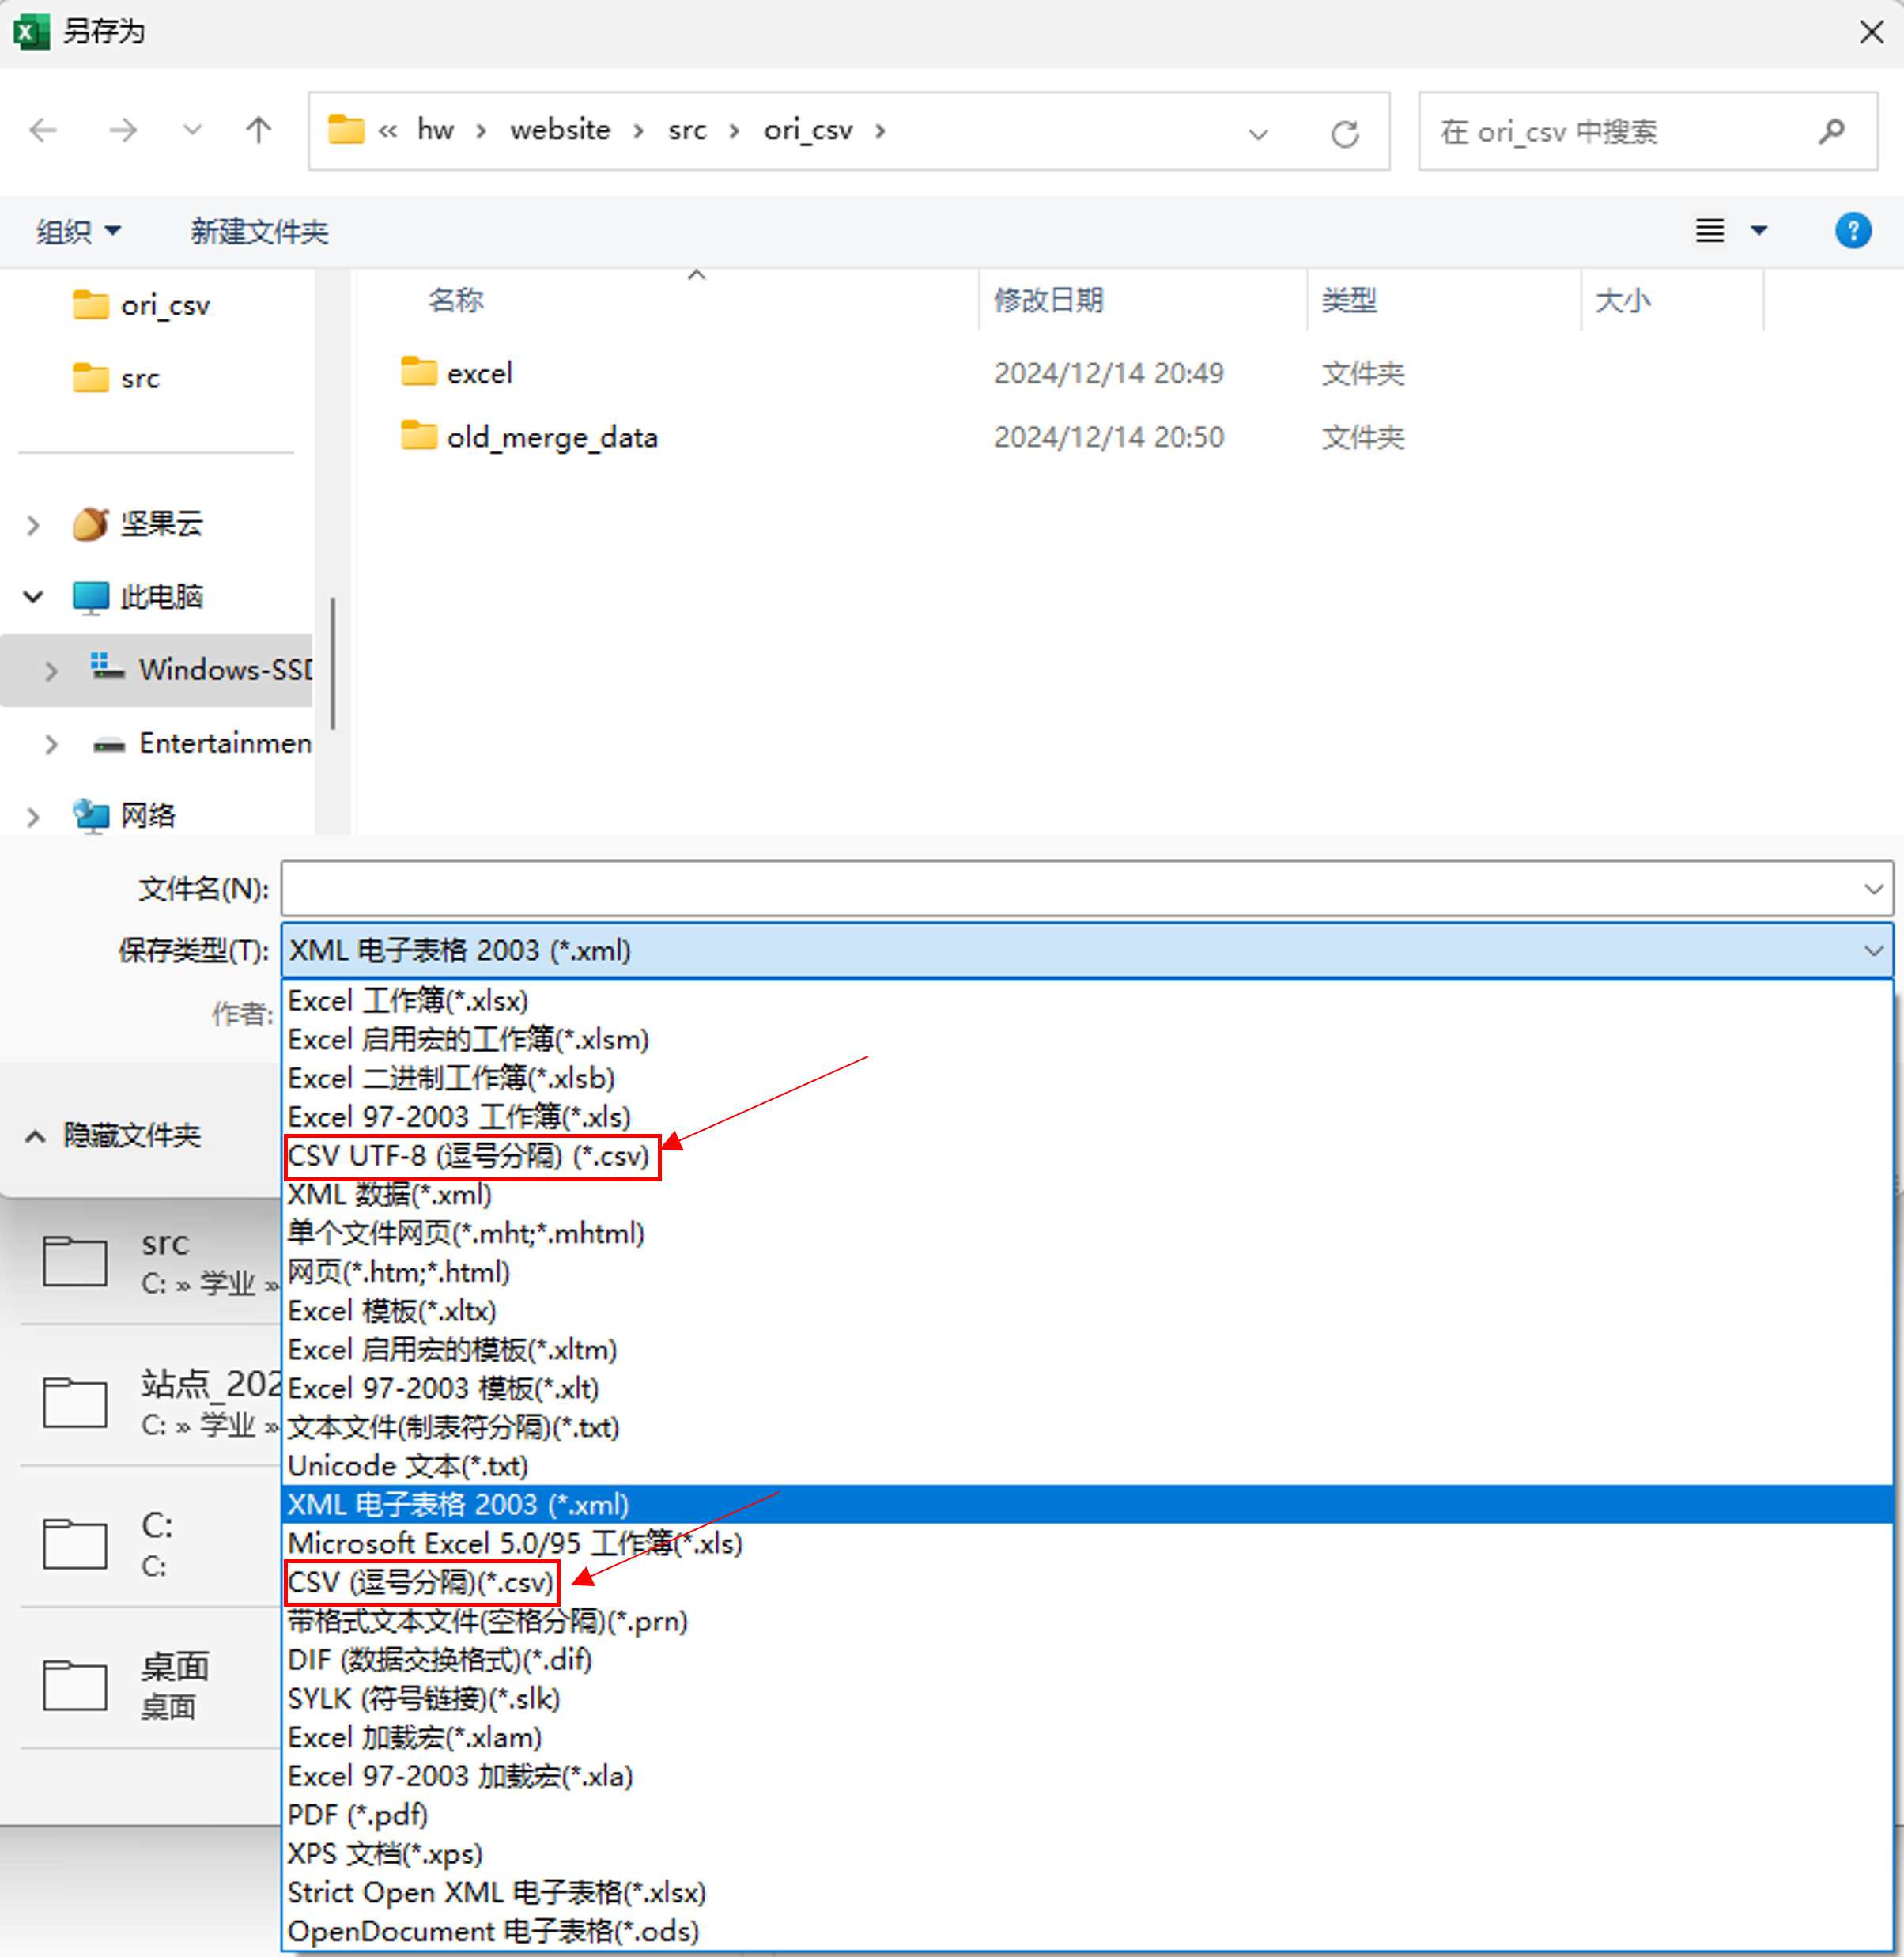 另存为
« hw › website › src › ori_csv ›
在 ori_csv 中搜索
组织
新建文件夹
名称 修改日期 类型 大小
ori_csv
src
excel 2024/12/14 20:49 文件夹
old_merge_data 2024/12/14 20:50 文件夹
坚果云
此电脑
Windows-SSD
Entertainmen
网络
文件名(N):
保存类型(T): XML 电子表格 2003 (*.xml)
作者:
隐藏文件夹
Excel 工作簿(*.xlsx)
Excel 启用宏的工作簿(*.xlsm)
Excel 二进制工作簿(*.xlsb)
Excel 97-2003 工作簿(*.xls)
CSV UTF-8 (逗号分隔) (*.csv)
XML 数据(*.xml)
单个文件网页(*.mht;*.mhtml)
网页(*.htm;*.html)
Excel 模板(*.xltx)
Excel 启用宏的模板(*.xltm)
Excel 97-2003 模板(*.xlt)
文本文件(制表符分隔)(*.txt)
Unicode 文本(*.txt)
XML 电子表格 2003 (*.xml)
Microsoft Excel 5.0/95 工作簿(*.xls)
CSV (逗号分隔)(*.csv)
带格式文本文件(空格分隔)(*.prn)
DIF (数据交换格式)(*.dif)
SYLK (符号链接)(*.slk)
Excel 加载宏(*.xlam)
Excel 97-2003 加载宏(*.xla)
PDF (*.pdf)
XPS 文档(*.xps)
Strict Open XML 电子表格(*.xlsx)
OpenDocument 电子表格(*.ods)
src
C: » 学业 »
站点_202
C: » 学业 »
C:
C:
桌面
桌面